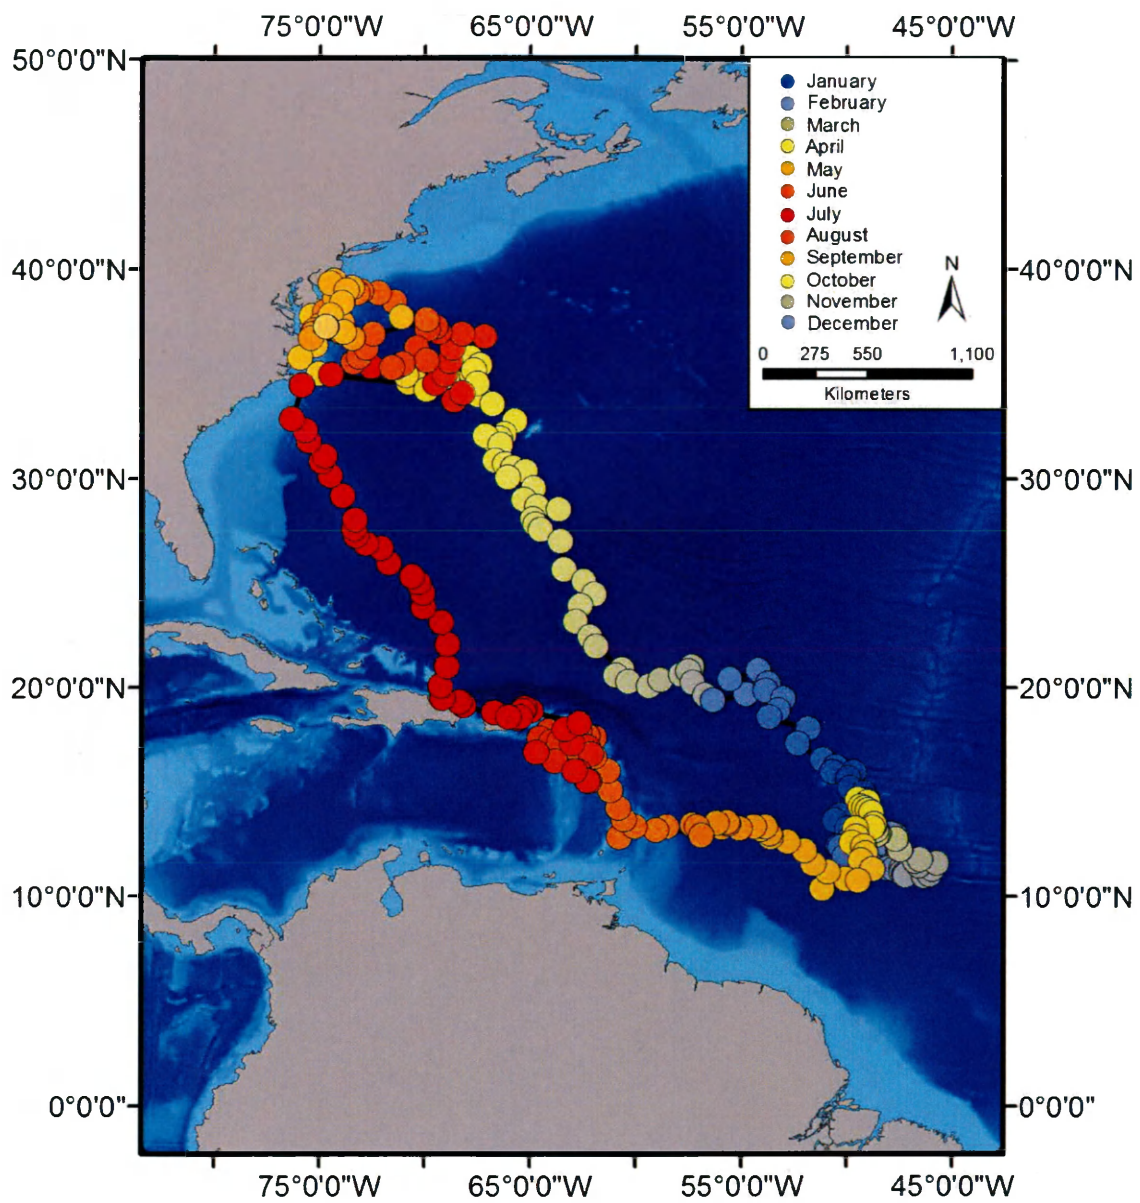 75°0'0"W 65°0'0"W 55°0'0"W 45°0'0"W
50°0'0"N
January
February
March
April
May
June
July
August
September
October
November
December
N
0 275 550 1,100
Kilometers
40°0'0"N 40°0'0"N
30°0'0"N 30°0'0"N
20°0'0"N 20°0'0"N
10°0'0"N 10°0'0"N
0°0'0" 0°0'0"
75°0'0"W 65°0'0"W 55°0'0"W 45°0'0"W